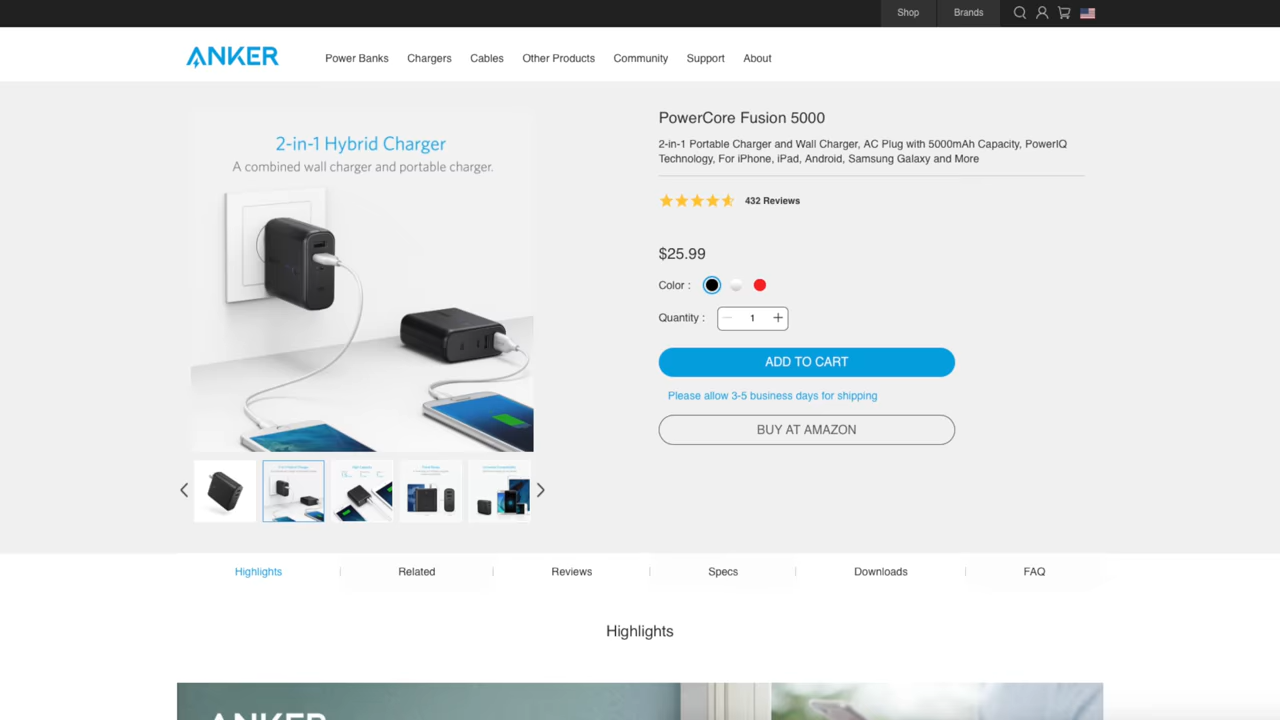 Shop Brands
ANKER
Power Banks Chargers Cables Other Products Community Support About
2-in-1 Hybrid Charger
A combined wall charger and portable charger.
PowerCore Fusion 5000
2-in-1 Portable Charger and Wall Charger, AC Plug with 5000mAh Capacity, PowerIQ
Technology, For iPhone, iPad, Android, Samsung Galaxy and More
432 Reviews
$25.99
Color :
Quantity : 1
ADD TO CART
Please allow 3-5 business days for shipping
BUY AT AMAZON
Highlights Related Reviews Specs Downloads FAQ
Highlights
ANKER